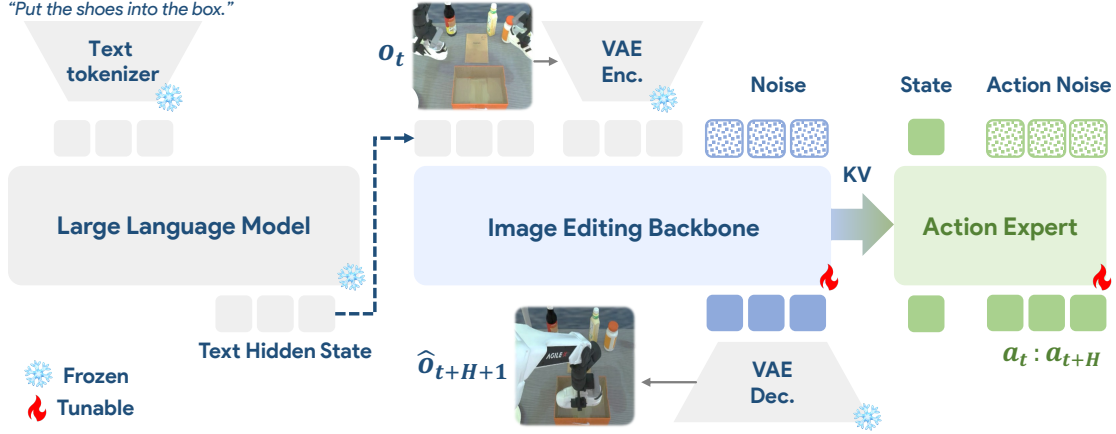 “Put the shoes into the box.”
Text
tokenizer
Large Language Model
Text Hidden State
Frozen
Tunable
o_t
VAE
Enc.
Noise
State
Action Noise
Image Editing Backbone
KV
Action Expert
ô_{t+H+1}
AGILE X
VAE
Dec.
a_t : a_{t+H}